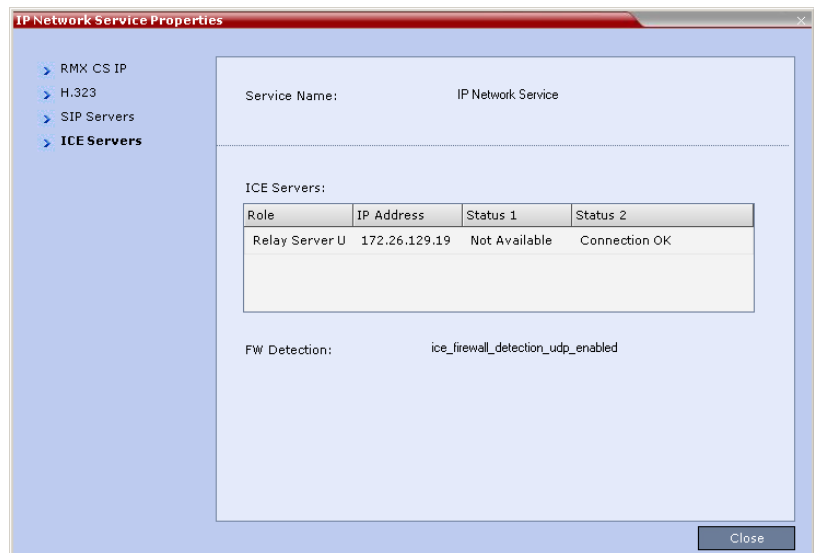 IP Network Service Properties
RMX CS IP
H.323
SIP Servers
ICE Servers
Service Name: IP Network Service
ICE Servers:
Role IP Address Status 1 Status 2
Relay Server U 172.26.129.19 Not Available Connection OK
FW Detection: ice_firewall_detection_udp_enabled
Close